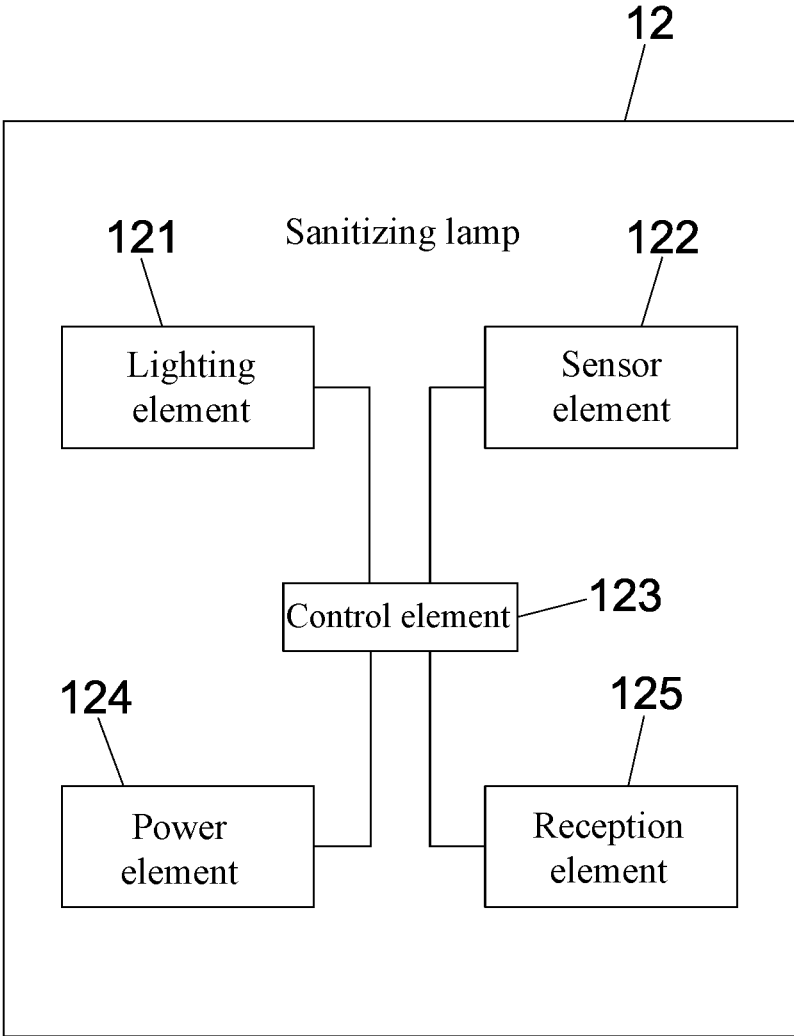 12
Sanitizing lamp
121
122
Lighting
element
Sensor
element
Control element
123
124
125
Power
element
Reception
element